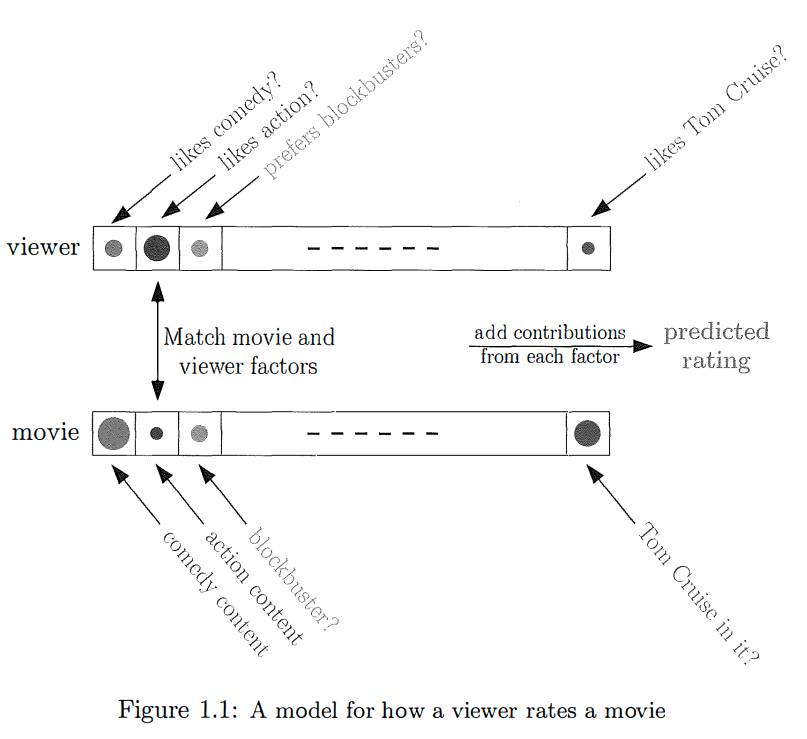 likes comedy?
likes action?
prefers blockbusters?
likes Tom Cruise?
viewer
Match movie and
viewer factors
add contributions
from each factor
predicted
rating
movie
comedy content
action content
blockbuster?
Tom Cruise in it?
Figure 1.1: A model for how a viewer rates a movie